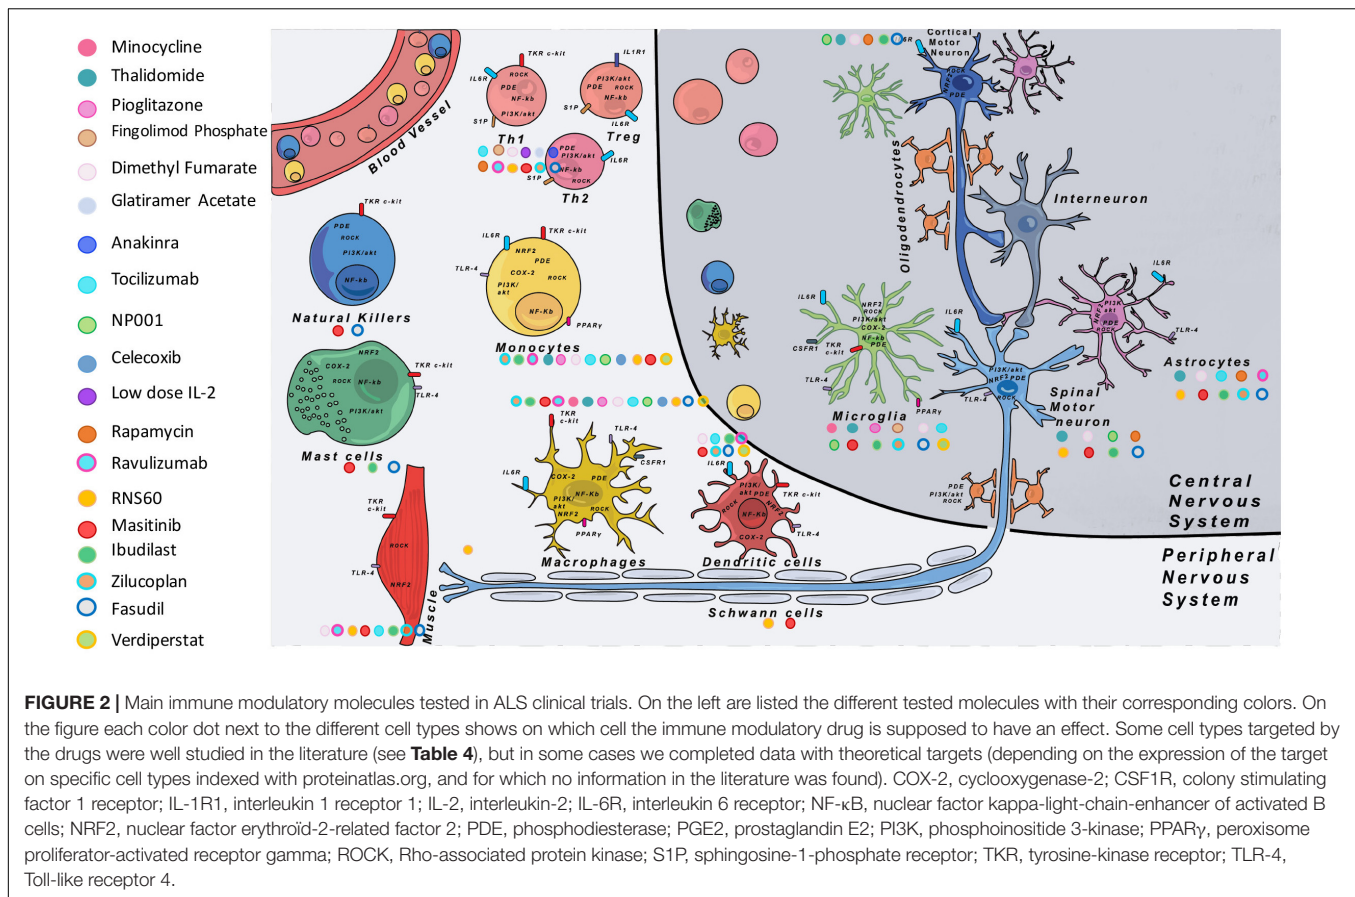 Minocycline
Thalidomide
Pioglitazone
Fingolimod Phosphate
Dimethyl Fumarate
Glatiramer Acetate
Anakinra
Tocilizumab
NP001
Celecoxib
Low dose IL-2
Rapamycin
Ravulizumab
RNS60
Masitinib
Ibudilast
Zilucoplan
Fasudil
Verdiperstat
Blood Vessel
TKR c-kit
IL6R
ROCK
PDE
NF-kb
PI3K/akt
S1P
Th1
IL1R1
PI3K/akt
PDE
ROCK
NF-kb
S1P
IL6R
Treg
PDE
PI3K/akt
IL6R
NF-kb
ROCK
S1P
Th2
TKR c-kit
PDE
ROCK
PI3K/akt
NF-kb
Natural Killers
TKR c-kit
IL6R
NRF2
PDE
TLR-4
COX-2
ROCK
PI3K/
akt
NF-Kb
PPARγ
Monocytes
NRF2
COX-2
TKR c-kit
ROCK
NF-kb
TLR-4
PI3K/akt
Mast cells
TKR
c-kit
ROCK
TLR-4
NRF2
Muscle
TKR
c-kit
TLR-4
CSFR1
IL6R
COX-2
PDE
NF-Kb
PI3K/
akt
ROCK
NRF2
PPARγ
Macrophages
IL6R
PI3K/
akt
PDE
TKR c-kit
ROCK
NRF2
NF-Kb
TLR-4
COX-2
Dendritic cells
Schwann cells
IL6R
Cortical
Motor
Neuron
ROCK
NRF2
PDE
Oligodendrocytes
Interneuron
IL6R
NRF2
ROCK
PI3K/akt
COX-2
NF-kb
PDE
CSFR1
TKR
c-kit
TLR-4
PPARγ
Microglia
IL6R
PI3K/akt
NRF2
PDE
TLR-4
ROCK
Spinal
Motor
neuron
IL6R
PI3K
akt
NRF2
PDE
ROCK
TLR-4
Astrocytes
PDE
PI3K/akt
ROCK
Central
Nervous
System
Peripheral
Nervous
System
FIGURE 2 | Main immune modulatory molecules tested in ALS clinical trials. On the left are listed the different tested molecules with their corresponding colors. On
the figure each color dot next to the different cell types shows on which cell the immune modulatory drug is supposed to have an effect. Some cell types targeted by
the drugs were well studied in the literature (see Table 4), but in some cases we completed data with theoretical targets (depending on the expression of the target
on specific cell types indexed with proteinatlas.org, and for which no information in the literature was found). COX-2, cyclooxygenase-2; CSF1R, colony stimulating
factor 1 receptor; IL-1R1, interleukin 1 receptor 1; IL-2, interleukin-2; IL-6R, interleukin 6 receptor; NF-κB, nuclear factor kappa-light-chain-enhancer of activated B
cells; NRF2, nuclear factor erythroïd-2-related factor 2; PDE, phosphodiesterase; PGE2, prostaglandin E2; PI3K, phosphoinositide 3-kinase; PPARγ, peroxisome
proliferator-activated receptor gamma; ROCK, Rho-associated protein kinase; S1P, sphingosine-1-phosphate receptor; TKR, tyrosine-kinase receptor; TLR-4,
Toll-like receptor 4.